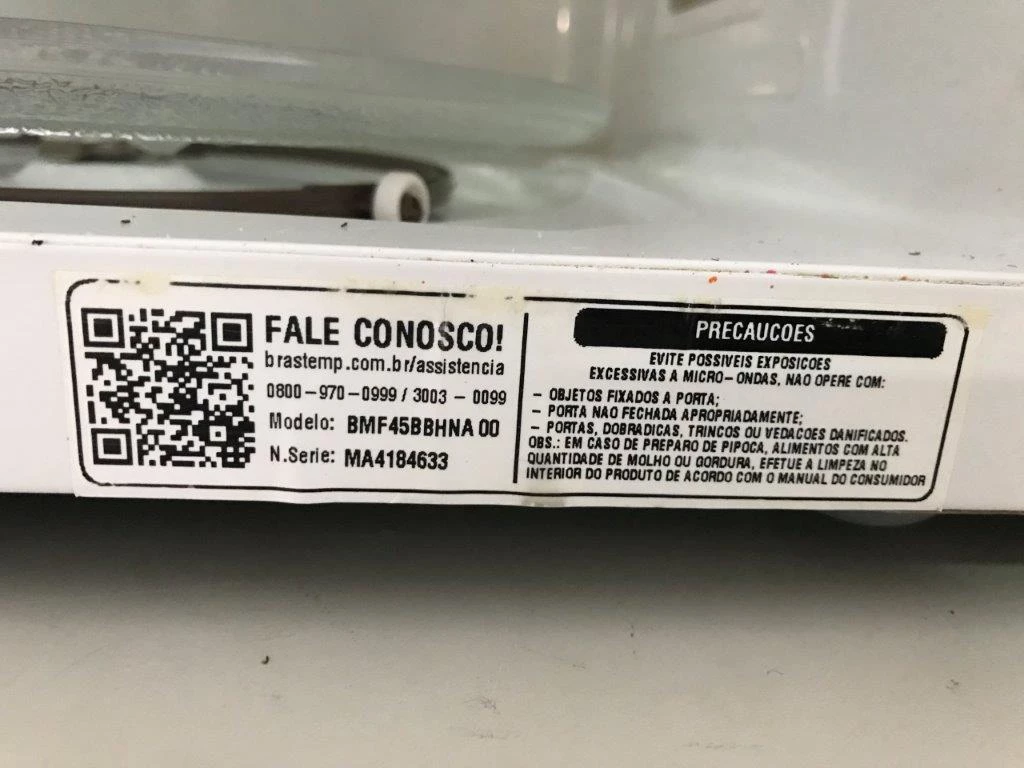 FALE CONOSCO!
brastemp.com.br/assistencia
0800-970-0999 / 3003 - 0099
Modelo: BMF45BBHNA 00
N.Serie: MA4184633
PRECAUCOES
EVITE POSSIVEIS EXPOSICOES
EXCESSIVAS A MICRO-ONDAS, NAO OPERE COM:
- OBJETOS FIXADOS A PORTA;
- PORTA NAO FECHADA APROPRIADAMENTE;
- PORTAS, DOBRADICAS, TRINCOS OU VEDACOES DANIFICADOS.
OBS.: EM CASO DE PREPARO DE PIPOCA, ALIMENTOS COM ALTA
QUANTIDADE DE MOLHO OU GORDURA, EFETUE A LIMPEZA NO
INTERIOR DO PRODUTO DE ACORDO COM O MANUAL DO CONSUMIDOR